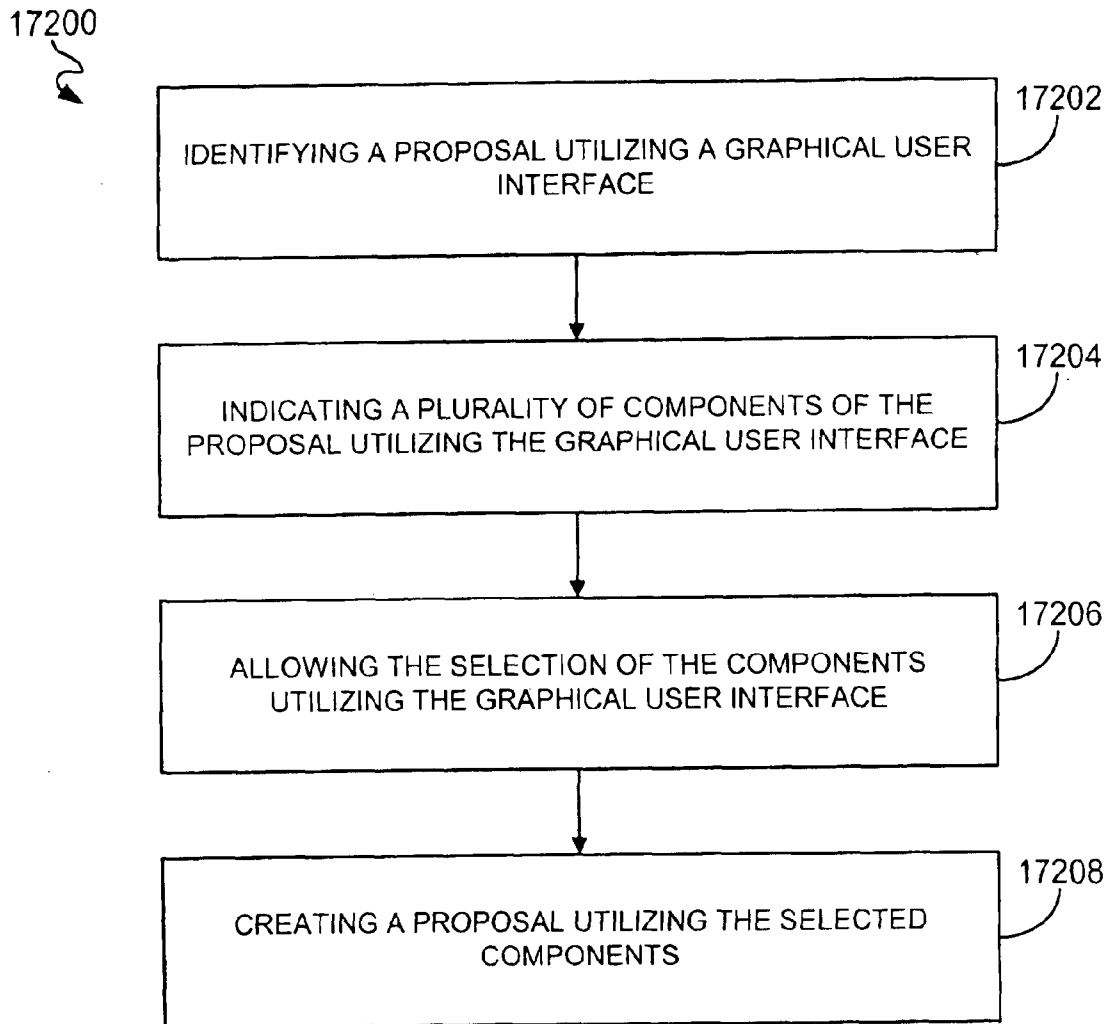 17200
17202
IDENTIFYING A PROPOSAL UTILIZING A GRAPHICAL USER
INTERFACE
17204
INDICATING A PLURALITY OF COMPONENTS OF THE
PROPOSAL UTILIZING THE GRAPHICAL USER INTERFACE
17206
ALLOWING THE SELECTION OF THE COMPONENTS
UTILIZING THE GRAPHICAL USER INTERFACE
17208
CREATING A PROPOSAL UTILIZING THE SELECTED
COMPONENTS